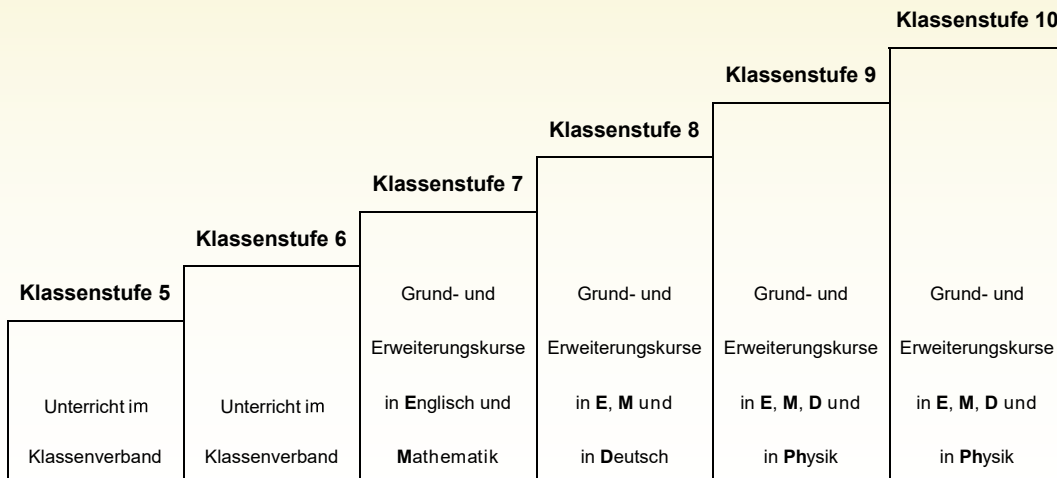 Klassenstufe 5
Unterricht im
Klassenverband
Klassenstufe 6
Unterricht im
Klassenverband
Klassenstufe 7
Grund- und
Erweiterungskurse
in Englisch und
Mathematik
Klassenstufe 8
Grund- und
Erweiterungskurse
in E, M und
in Deutsch
Klassenstufe 9
Grund- und
Erweiterungskurse
in E, M, D und
in Physik
Klassenstufe 10
Grund- und
Erweiterungskurse
in E, M, D und
in Physik